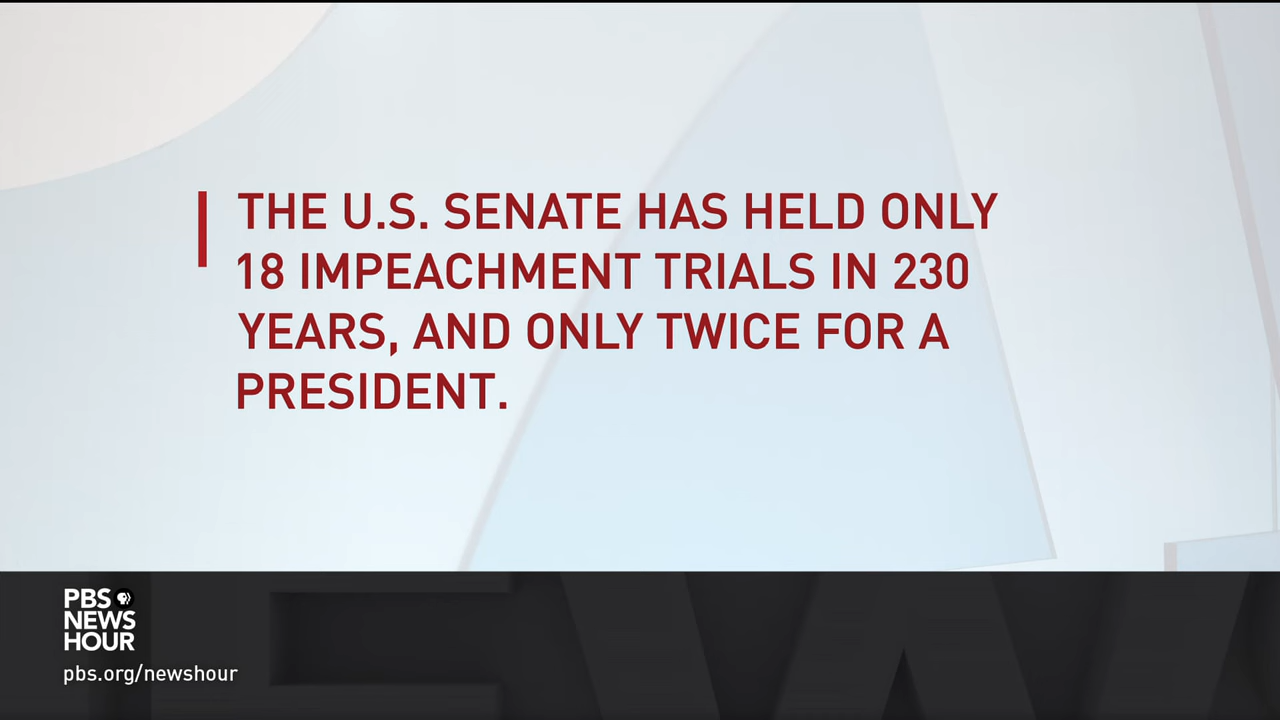 THE U.S. SENATE HAS HELD ONLY
18 IMPEACHMENT TRIALS IN 230
YEARS, AND ONLY TWICE FOR A
PRESIDENT.
PBS
NEWS
HOUR
pbs.org/newshour